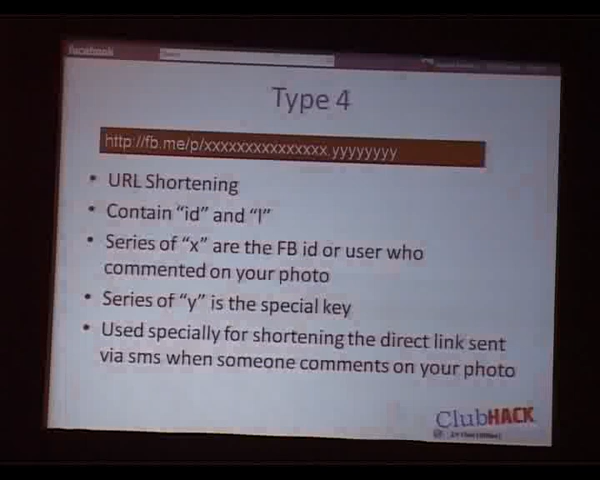 facebook
Type 4
http://fb.me/p/xxxxxxxxxxxxxxx.yyyyyyyy
• URL Shortening
• Contain “id” and “l”
• Series of “x” are the FB id or user who
commented on your photo
• Series of “y” is the special key
• Used specially for shortening the direct link sent
via sms when someone comments on your photo
ClubHACK